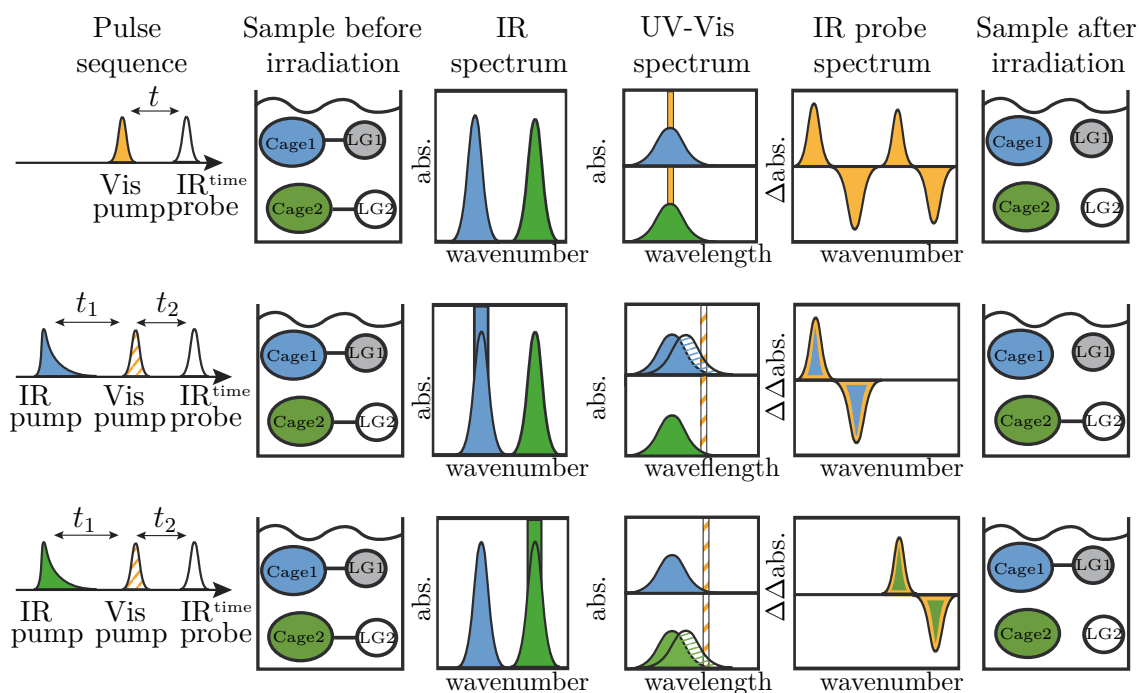 Pulse
sequence
Sample before
irradiation
IR
spectrum
UV-Vis
spectrum
IR probe
spectrum
Sample after
irradiation
t
Vis
pump
IR
probe
time
Cage1
LG1
Cage2
LG2
abs.
wavenumber
abs.
wavelength
ΔΔabs.
wavenumber
Cage1
LG1
Cage2
LG2
t1
t2
IR
pump
Vis
pump
IR
probe
time
Cage1
LG1
Cage2
LG2
abs.
wavenumber
abs.
waveflength
ΔΔabs.
wavenumber
Cage1
LG1
Cage2
LG2
t1
t2
IR
pump
Vis
pump
IR
probe
time
Cage1
LG1
Cage2
LG2
abs.
wavenumber
abs.
wavelength
ΔΔabs.
wavenumber
Cage1
LG1
Cage2
LG2